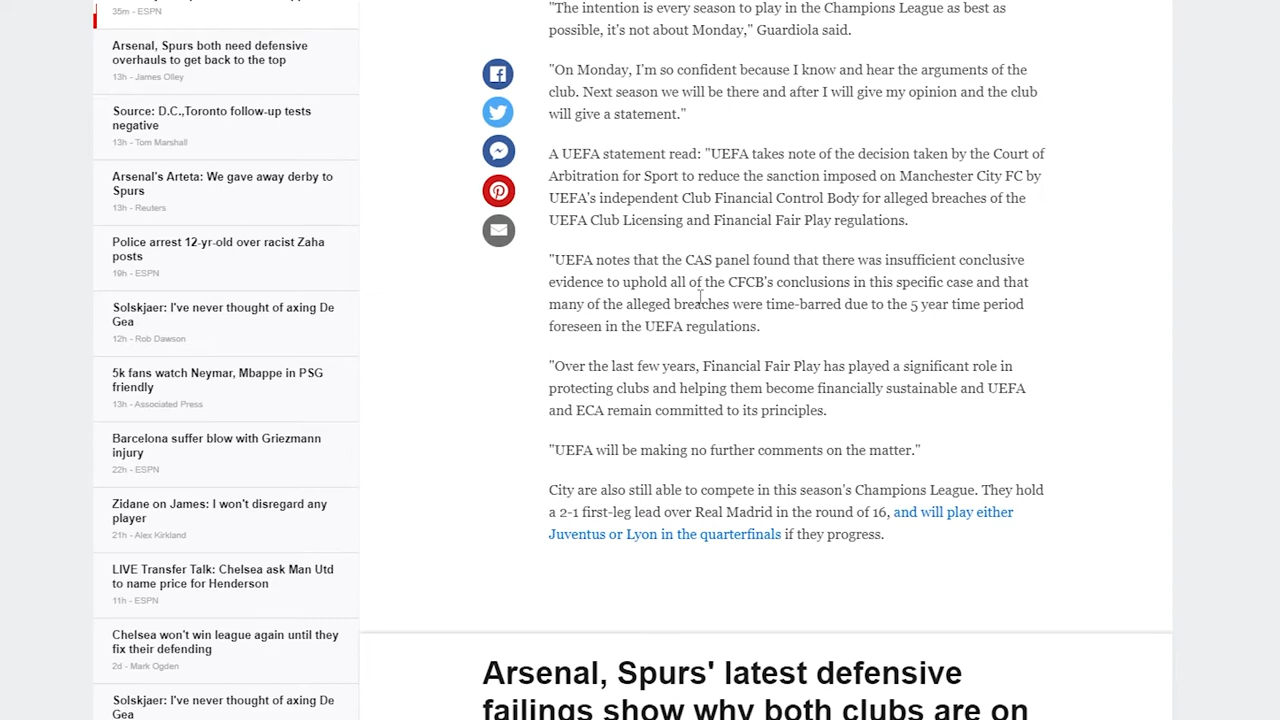 35m - ESPN
Arsenal, Spurs both need defensive
overhauls to get back to the top
13h - James Olley
Source: D.C.,Toronto follow-up tests
negative
13h - Tom Marshall
Arsenal's Arteta: We gave away derby to
Spurs
13h - Reuters
Police arrest 12-yr-old over racist Zaha
posts
19h - ESPN
Solskjaer: I've never thought of axing De
Gea
12h - Rob Dawson
5k fans watch Neymar, Mbappe in PSG
friendly
13h - Associated Press
Barcelona suffer blow with Griezmann
injury
22h - ESPN
Zidane on James: I won't disregard any
player
21h - Alex Kirkland
LIVE Transfer Talk: Chelsea ask Man Utd
to name price for Henderson
11h - ESPN
Chelsea won't win league again until they
fix their defending
2d - Mark Ogden
Solskjaer: I've never thought of axing De
Gea
"The intention is every season to play in the Champions League as best as
possible, it's not about Monday," Guardiola said.
"On Monday, I'm so confident because I know and hear the arguments of the
club. Next season we will be there and after I will give my opinion and the club
will give a statement."
A UEFA statement read: "UEFA takes note of the decision taken by the Court of
Arbitration for Sport to reduce the sanction imposed on Manchester City FC by
UEFA's independent Club Financial Control Body for alleged breaches of the
UEFA Club Licensing and Financial Fair Play regulations.
"UEFA notes that the CAS panel found that there was insufficient conclusive
evidence to uphold all of the CFCB's conclusions in this specific case and that
many of the alleged breaches were time-barred due to the 5 year time period
foreseen in the UEFA regulations.
"Over the last few years, Financial Fair Play has played a significant role in
protecting clubs and helping them become financially sustainable and UEFA
and ECA remain committed to its principles.
"UEFA will be making no further comments on the matter."
City are also still able to compete in this season's Champions League. They hold
a 2-1 first-leg lead over Real Madrid in the round of 16, and will play either
Juventus or Lyon in the quarterfinals if they progress.
Arsenal, Spurs' latest defensive
failings show why both clubs are on